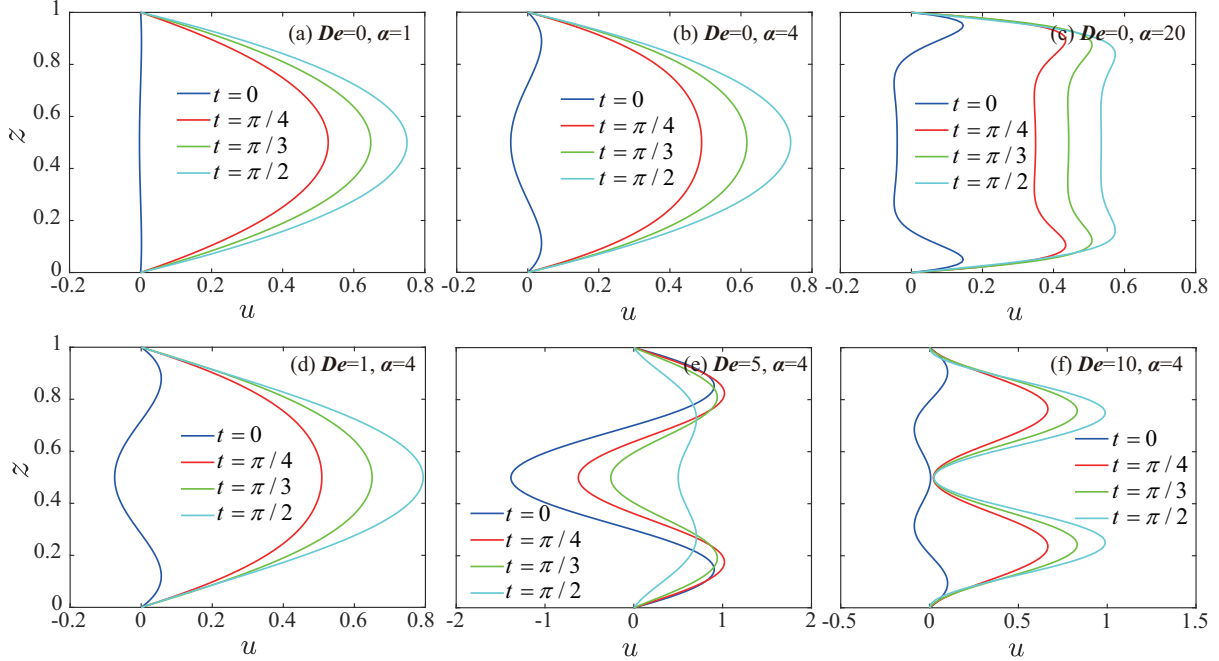 (a) De=0, α=1
t = 0
t = π / 4
t = π / 3
t = π / 2
1
0.8
0.6
0.4
0.2
0
z
-0.2 0 0.2 0.4 0.6 0.8
u
(b) De=0, α=4
t = 0
t = π / 4
t = π / 3
t = π / 2
-0.2 0 0.2 0.4 0.6 0.8
u
(c) De=0, α=20
t = 0
t = π / 4
t = π / 3
t = π / 2
-0.2 0 0.2 0.4 0.6 0.8
u
(d) De=1, α=4
t = 0
t = π / 4
t = π / 3
t = π / 2
1
0.8
0.6
0.4
0.2
0
z
-0.2 0 0.2 0.4 0.6 0.8
u
(e) De=5, α=4
t = 0
t = π / 4
t = π / 3
t = π / 2
-2 -1 0 1 2
u
(f) De=10, α=4
t = 0
t = π / 4
t = π / 3
t = π / 2
-0.5 0 0.5 1 1.5
u